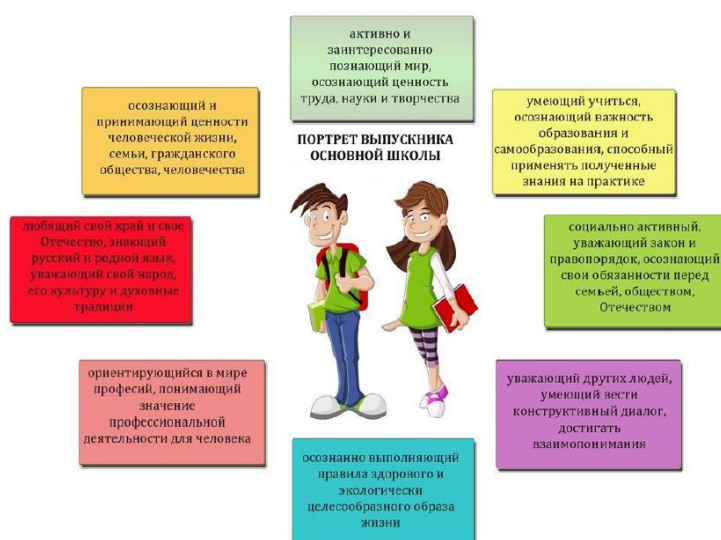 активно и
заинтересованно
познающий мир,
осознающий ценность
труда, науки и творчества
осознающий и
принимающий ценности
человеческой жизни,
семьи, гражданского
общества, человечества
ПОРТРЕТ ВЫПУСКНИКА
ОСНОВНОЙ ШКОЛЫ
умеющий учиться,
осознающий важность
образования и
самообразования, способный
применять полученные
знания на практике
любящий свой край и свое
Отечество, знающий
русский и родной язык,
уважающий свой народ,
его культуру и духовные
традиции
социально активный,
уважающий закон и
правопорядок, осознающий
свои обязанности перед
семьей, обществом,
Отечеством
ориентирующийся в мире
професий, понимающий
значение
профессиональной
деятельности для человека
уважающий других людей,
умеющий вести
конструктивный диалог,
достигать
взаимопонимания
осознанно выполняющий
правила здорового и
экологически
целесообразного образа
жизни